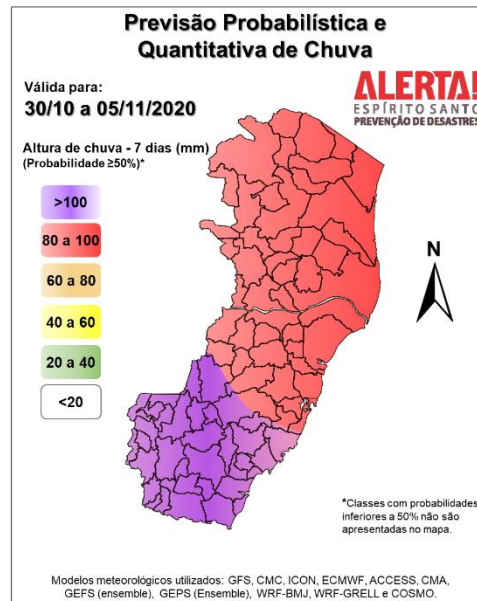 Previsão Probabilística e
Quantitativa de Chuva
Válida para:
30/10 a 05/11/2020
ALERTA!
ESPÍRITO SANTO
PREVENÇÃO DE DESASTRES
Altura de chuva - 7 dias (mm)
(Probabilidade ≥50%)*
>100
80 a 100
60 a 80
40 a 60
20 a 40
<20
N
*Classes com probabilidades
inferiores a 50% não são
apresentadas no mapa.
Modelos meteorológicos utilizados: GFS, CMC, ICON, ECMWF, ACCESS, CMA,
GEFS (ensemble), GEPS (Ensemble), WRF-BMJ, WRF-GRELL e COSMO.